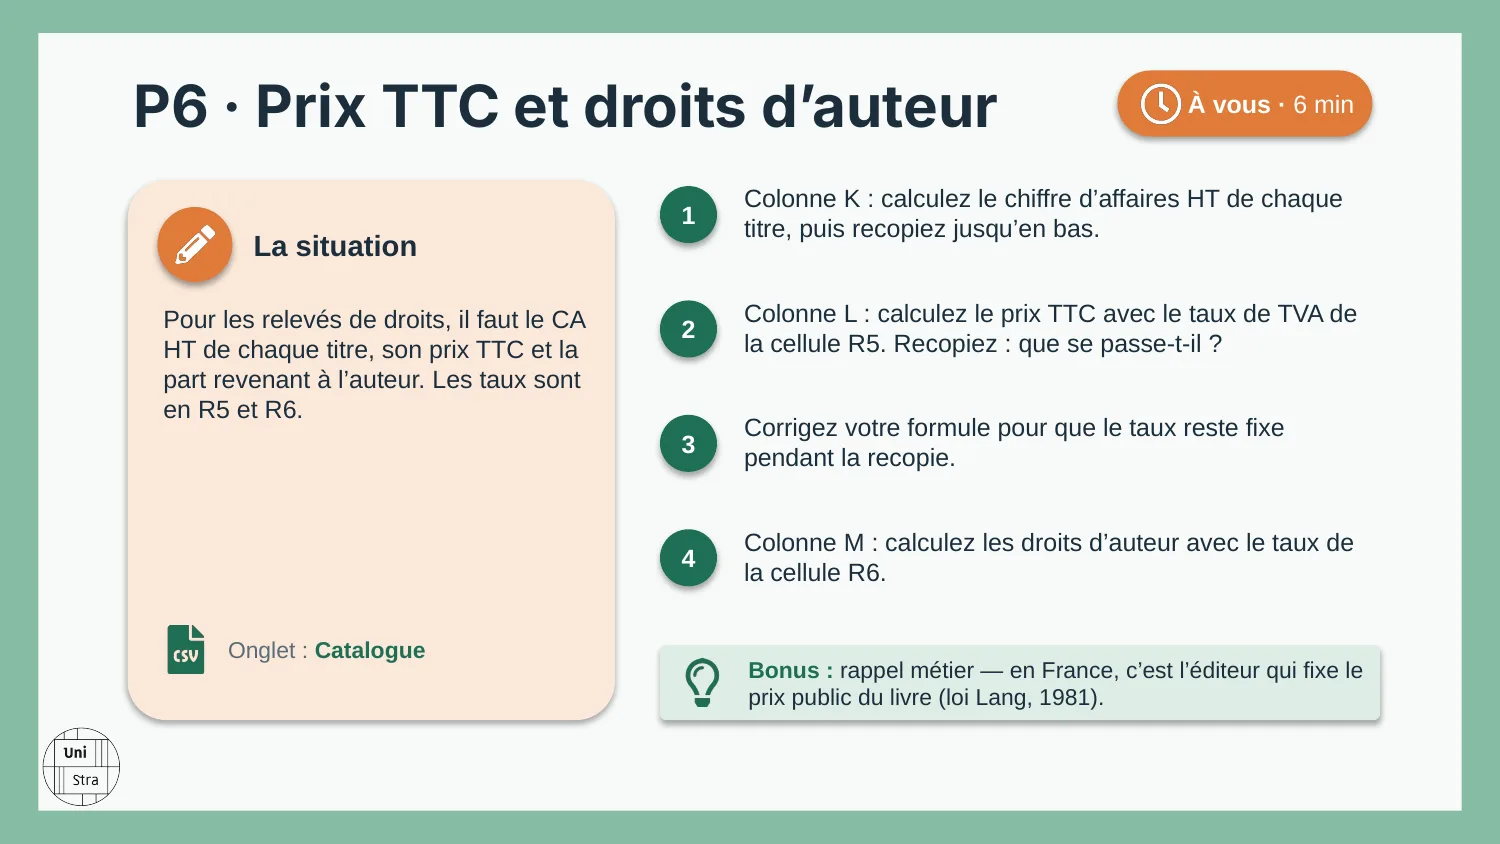 P6 · Prix TTC et droits d’auteur
À vous · 6 min
La situation
Pour les relevés de droits, il faut le CA
HT de chaque titre, son prix TTC et la
part revenant à l’auteur. Les taux sont
en R5 et R6.
CSV
Onglet : Catalogue
1
Colonne K : calculez le chiffre d’affaires HT de chaque
titre, puis recopiez jusqu’en bas.
2
Colonne L : calculez le prix TTC avec le taux de TVA de
la cellule R5. Recopiez : que se passe-t-il ?
3
Corrigez votre formule pour que le taux reste fixe
pendant la recopie.
4
Colonne M : calculez les droits d’auteur avec le taux de
la cellule R6.
Bonus : rappel métier — en France, c’est l’éditeur qui fixe le
prix public du livre (loi Lang, 1981).
Uni
Stra